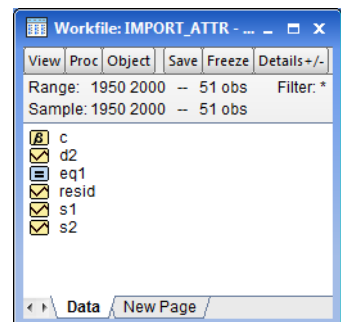 Workfile: IMPORT_ATTR - ...
View Proc Object Save Freeze Details+/-
Range: 1950 2000 -- 51 obs Filter: *
Sample: 1950 2000 -- 51 obs
β c
d2
eq1
resid
s1
s2
Data New Page